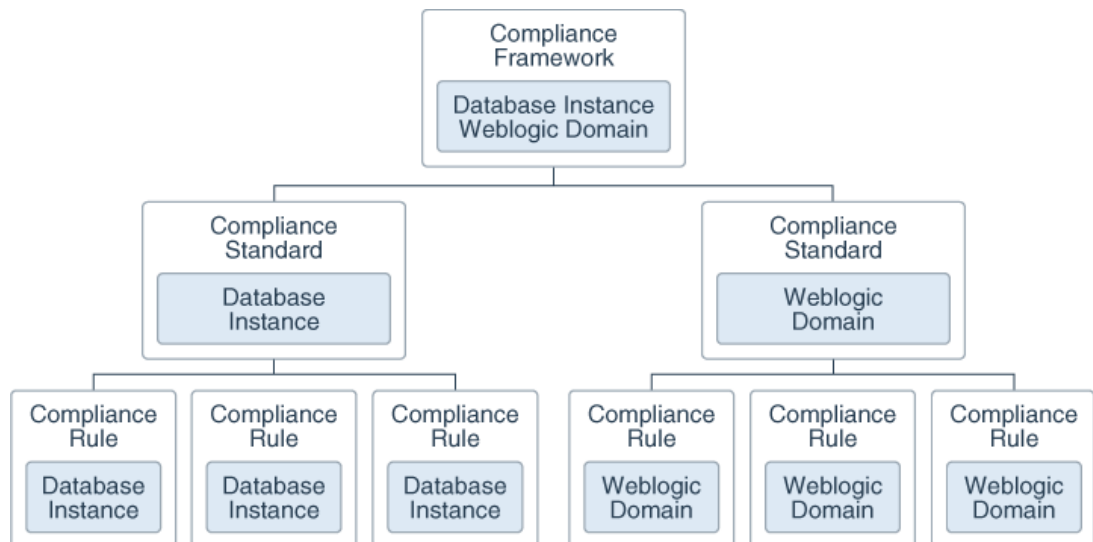 Compliance
Framework
Database Instance
Weblogic Domain
Compliance
Standard
Database
Instance
Compliance
Standard
Weblogic
Domain
Compliance
Rule
Database
Instance
Compliance
Rule
Database
Instance
Compliance
Rule
Database
Instance
Compliance
Rule
Weblogic
Domain
Compliance
Rule
Weblogic
Domain
Compliance
Rule
Weblogic
Domain